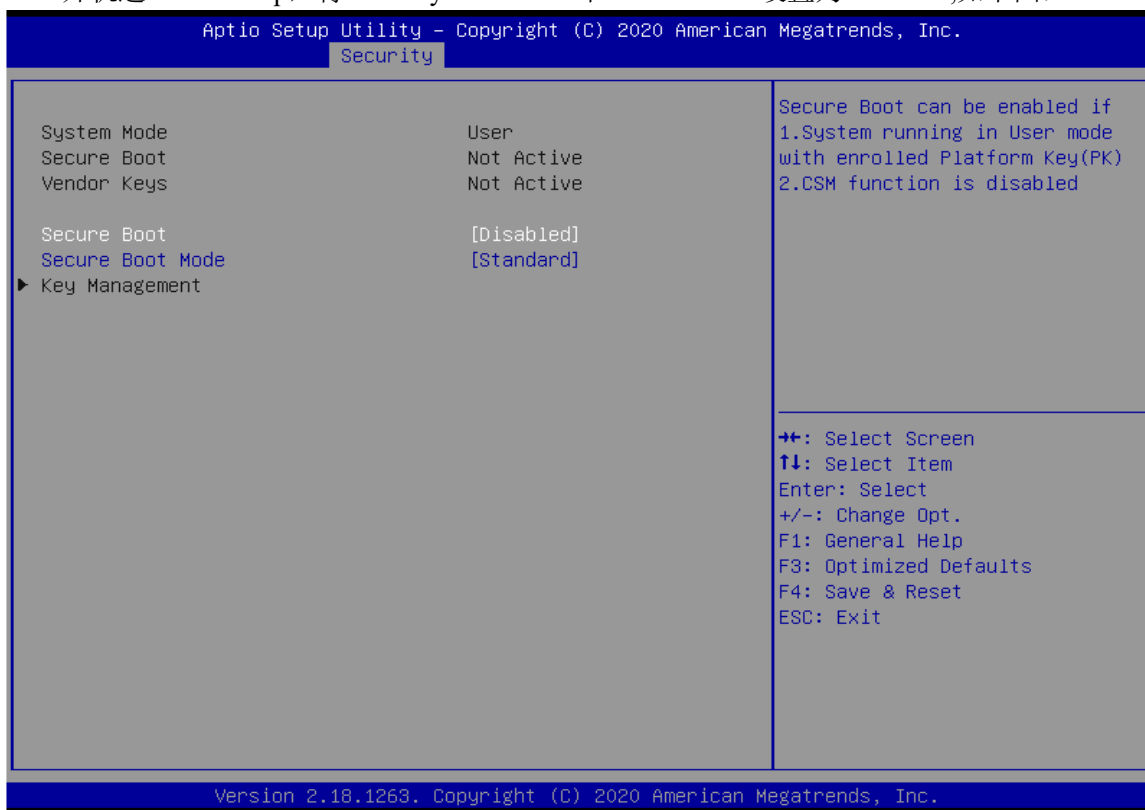 Aptio Setup Utility – Copyright (C) 2020 American Megatrends, Inc.
Security
System Mode User
Secure Boot Not Active
Vendor Keys Not Active
Secure Boot [Disabled]
Secure Boot Mode [Standard]
▶ Key Management
Secure Boot can be enabled if
1.System running in User mode
with enrolled Platform Key(PK)
2.CSM function is disabled
→←: Select Screen
↑↓: Select Item
Enter: Select
+/-: Change Opt.
F1: General Help
F3: Optimized Defaults
F4: Save & Reset
ESC: Exit
Version 2.18.1263. Copyright (C) 2020 American Megatrends, Inc.